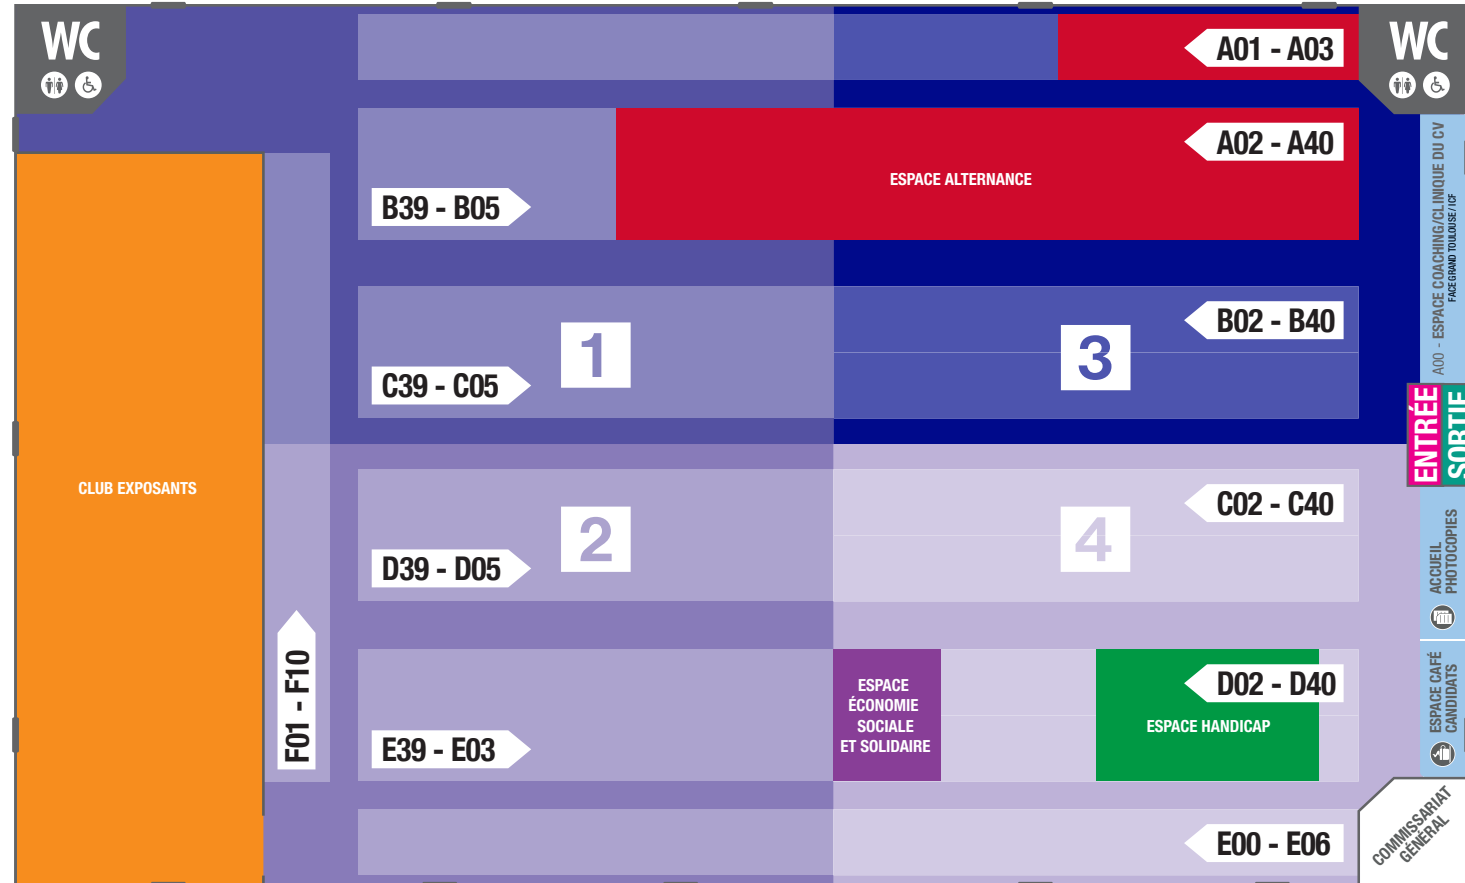 WC
WC
A01 - A03
A02 - A40
ESPACE ALTERNANCE
B39 - B05
A00 - ESPACE COACHING/CLINIQUE DU CV
FACE GRAND TOULOUSE / ICF
B02 - B40
1
3
C39 - C05
ENTRÉE
SORTIE
CLUB EXPOSANTS
C02 - C40
2
4
D39 - D05
ACCUEIL
PHOTOCOPIES
F01 - F10
ESPACE
ÉCONOMIE
SOCIALE
ET SOLIDAIRE
D02 - D40
ESPACE HANDICAP
ESPACE CAFÉ
CANDIDATS
E39 - E03
E00 - E06
COMMISSARIAT
GÉNÉRAL